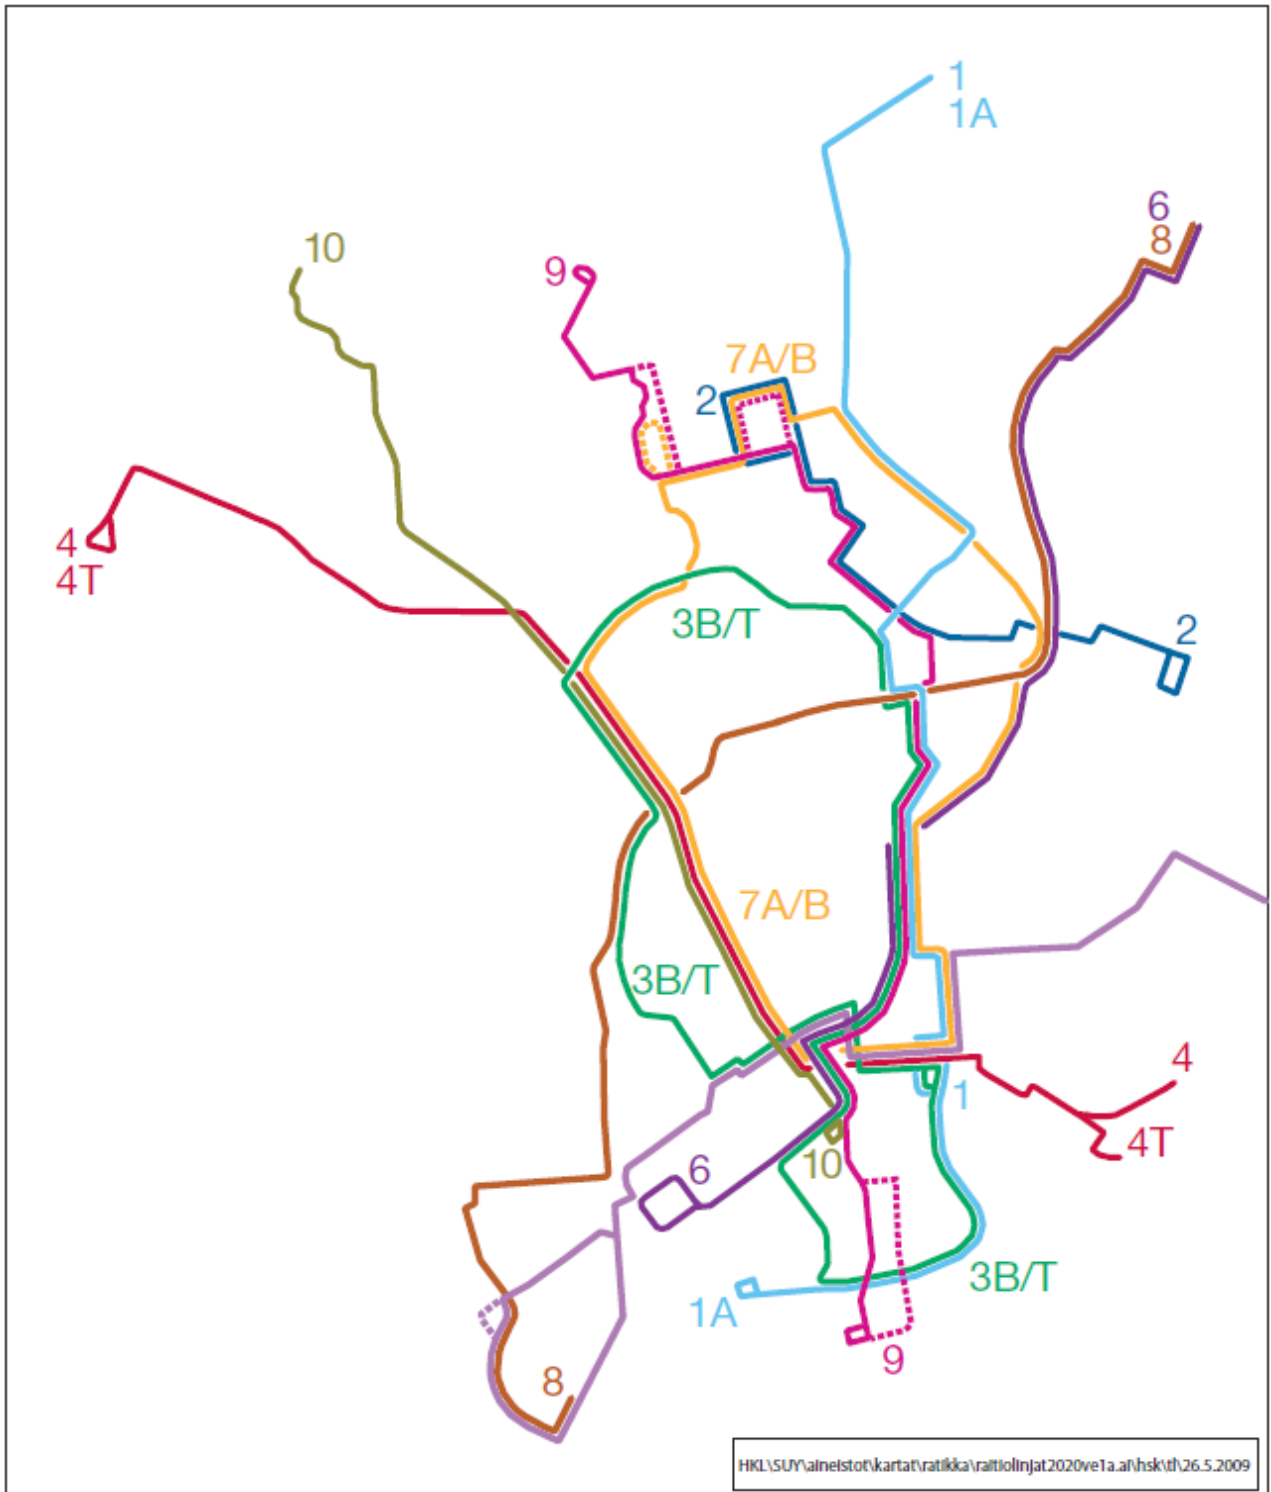 1
1A
6
8
10
9
7A/B
2
4
4T
3B/T
2
7A/B
3B/T
4
1
4T
10
6
3B/T
1A
9
8
HKL\SUY\aineistot\kartat\ratikka\raitiolinjat2020ve1a.ai\hsk\tl\26.5.2009